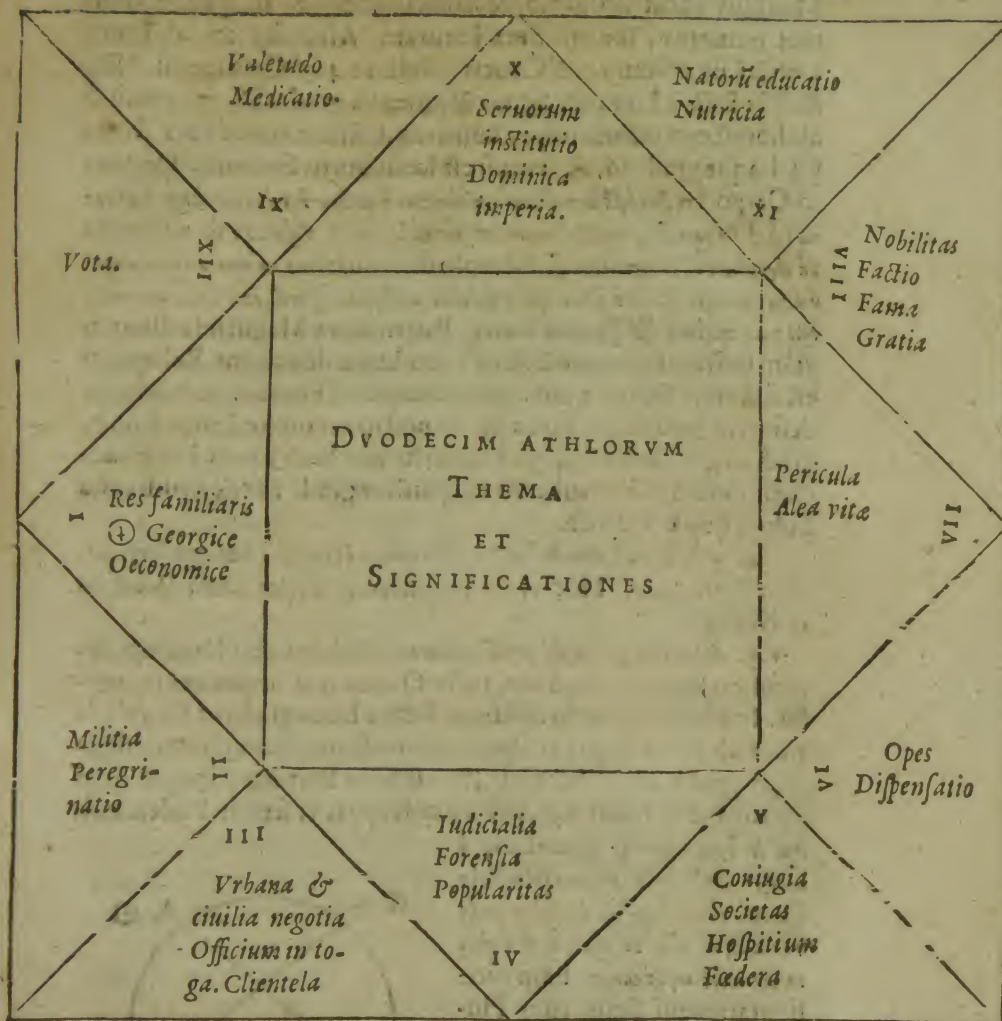 Valetudo
Medicatio.
IX
X
Seruorum
institutio
Dominica
imperia.
Natorũ educatio
Nutricia
XI
Vota.
XII
Nobilitas
Factio
Fama
Gratia
VIII
DVODECIM ATHLORVM
THEMA
ET
SIGNIFICATIONES
I
Res familiaris
Georgice
Oeconomice
Pericula
Alea vitæ
VII
Militia
Peregri-
natio
II
III
Vrbana &
ciuilia negotia
Officium in to-
ga. Clientela
Iudicialia
Forensia
Popularitas
IV
V
Coniugia
Societas
Hospitium
Fœdera
VI
Opes
Dispensatio